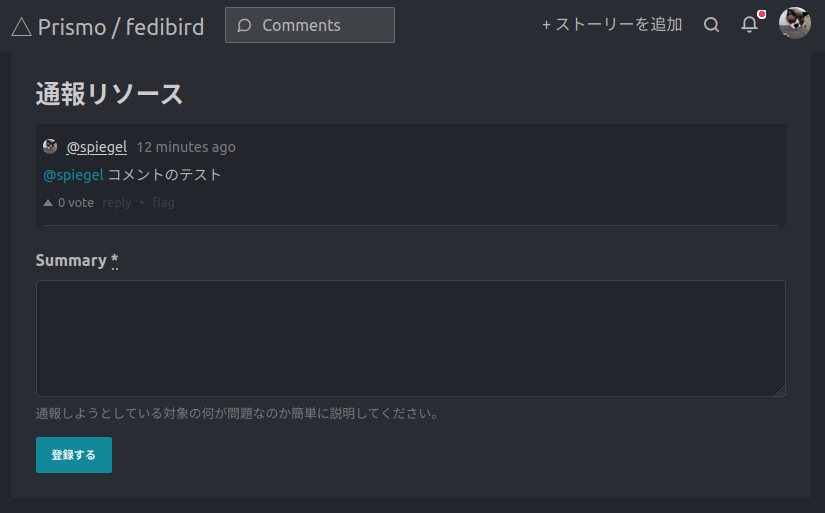 Prismo / fedibird
Comments
+ ストーリーを追加
通報リソース
@spiegel 12 minutes ago
@spiegel コメントのテスト
0 vote reply • flag
Summary *
通報しようとしている対象の何が問題なのか簡単に説明してください。
登録する